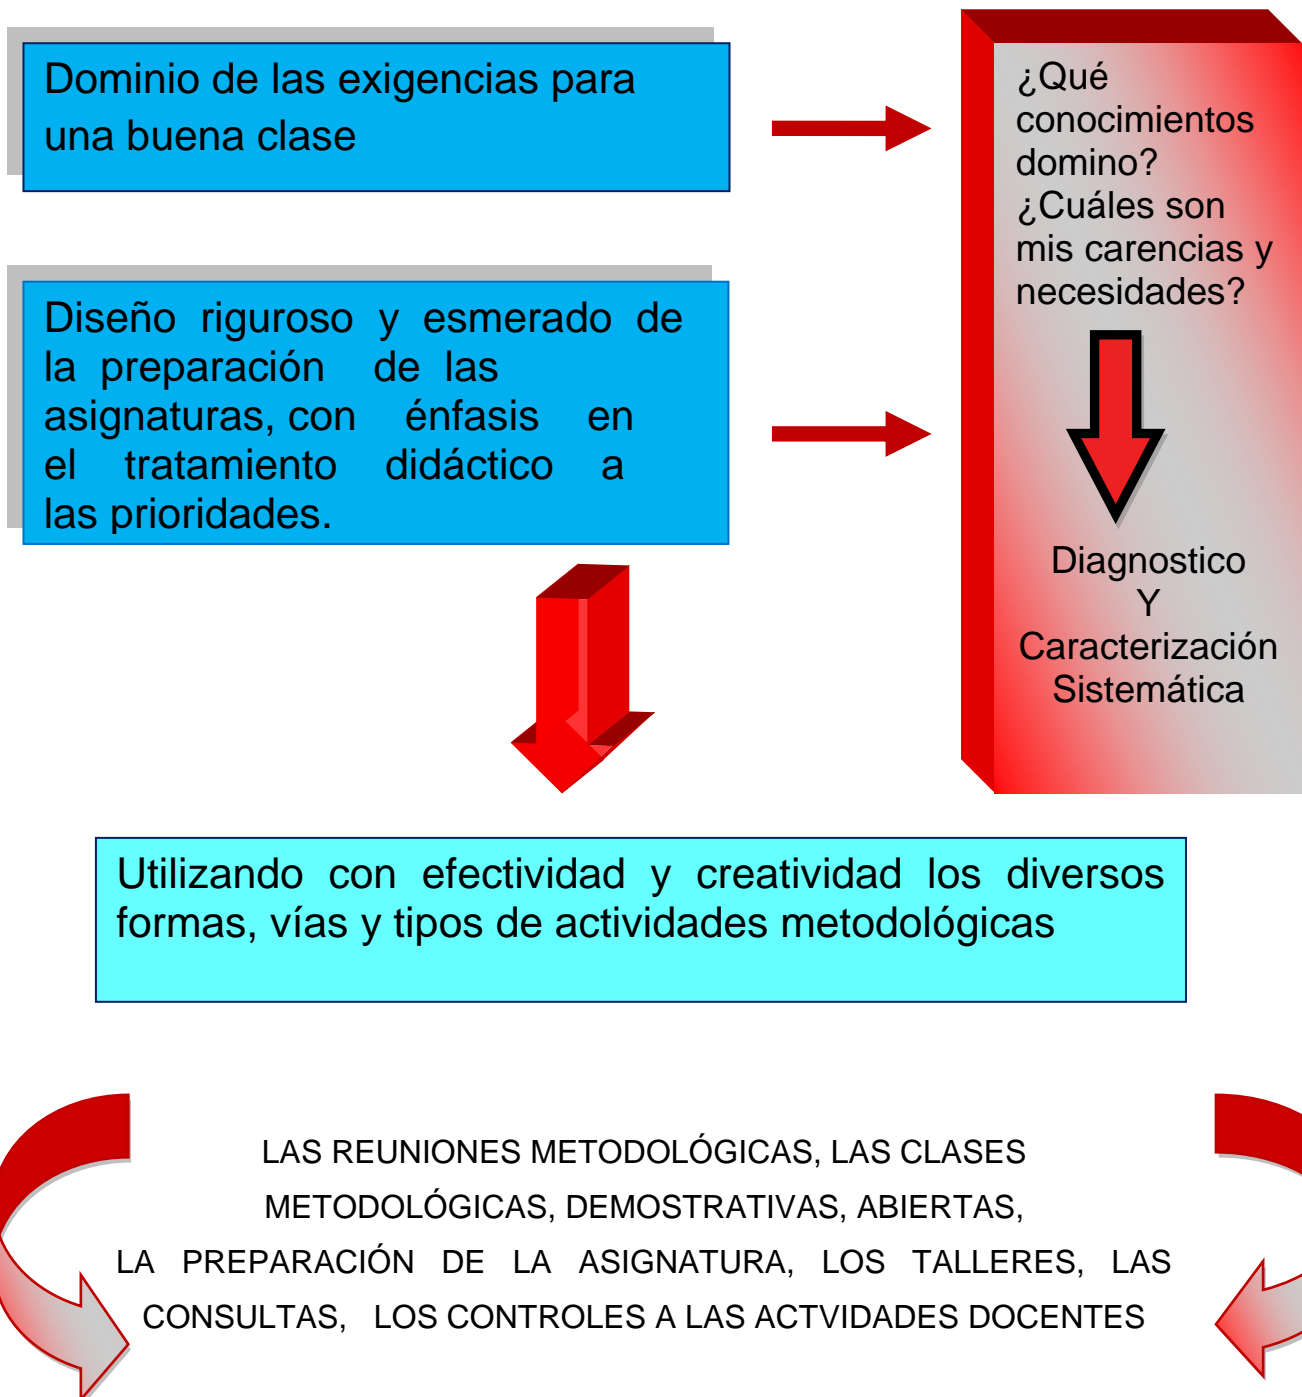 Dominio de las exigencias para
una buena clase
¿Qué
conocimientos
domino?
¿Cuáles son
mis carencias y
necesidades?
Diseño riguroso y esmerado de
la preparación de las
asignaturas, con énfasis en
el tratamiento didáctico a
las prioridades.
Diagnostico
Y
Caracterización
Sistemática
Utilizando con efectividad y creatividad los diversos
formas, vías y tipos de actividades metodológicas
LAS REUNIONES METODOLÓGICAS, LAS CLASES
METODOLÓGICAS, DEMOSTRATIVAS, ABIERTAS,
LA PREPARACIÓN DE LA ASIGNATURA, LOS TALLERES, LAS
CONSULTAS, LOS CONTROLES A LAS ACTVIDADES DOCENTES